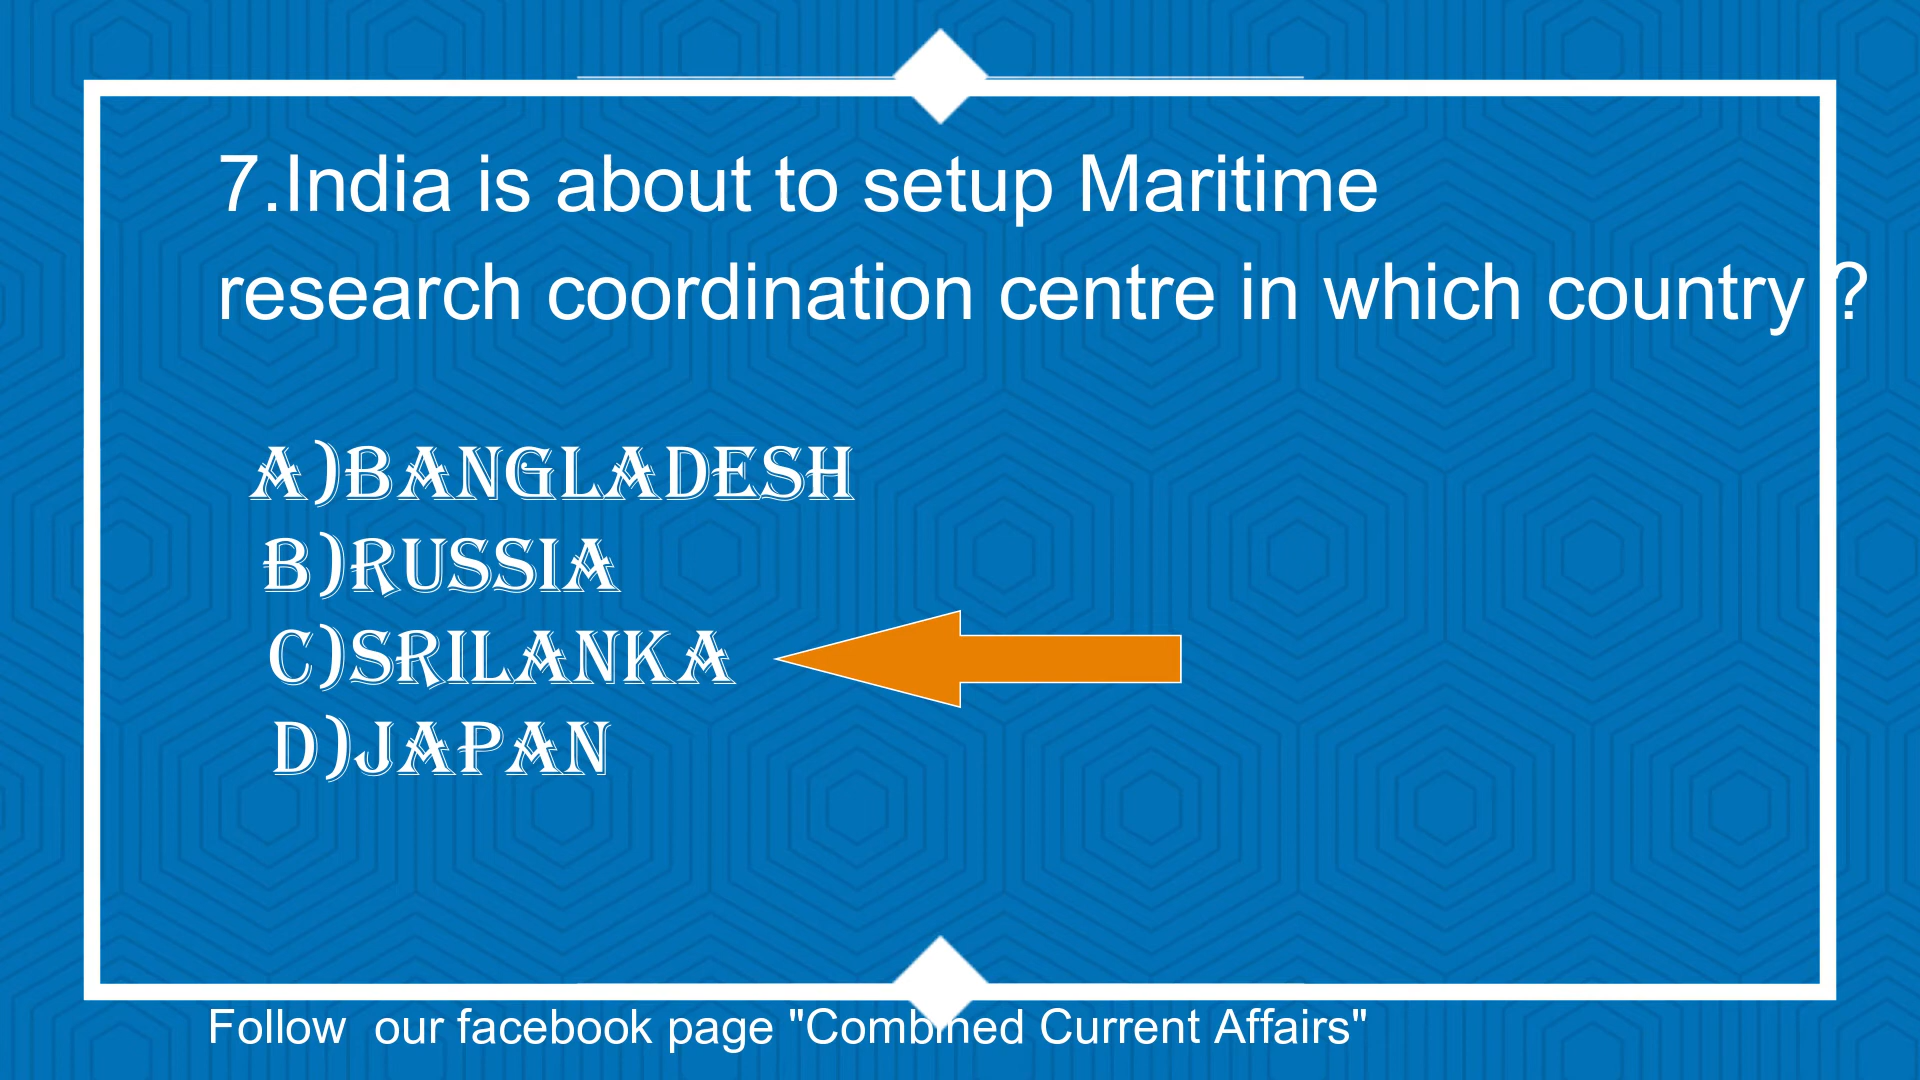 7.India is about to setup Maritime
research coordination centre in which country ?
A)BANGLADESH
B)RUSSIA
C)SRILANKA
D)JAPAN
Follow  our facebook page "Combined Current Affairs"